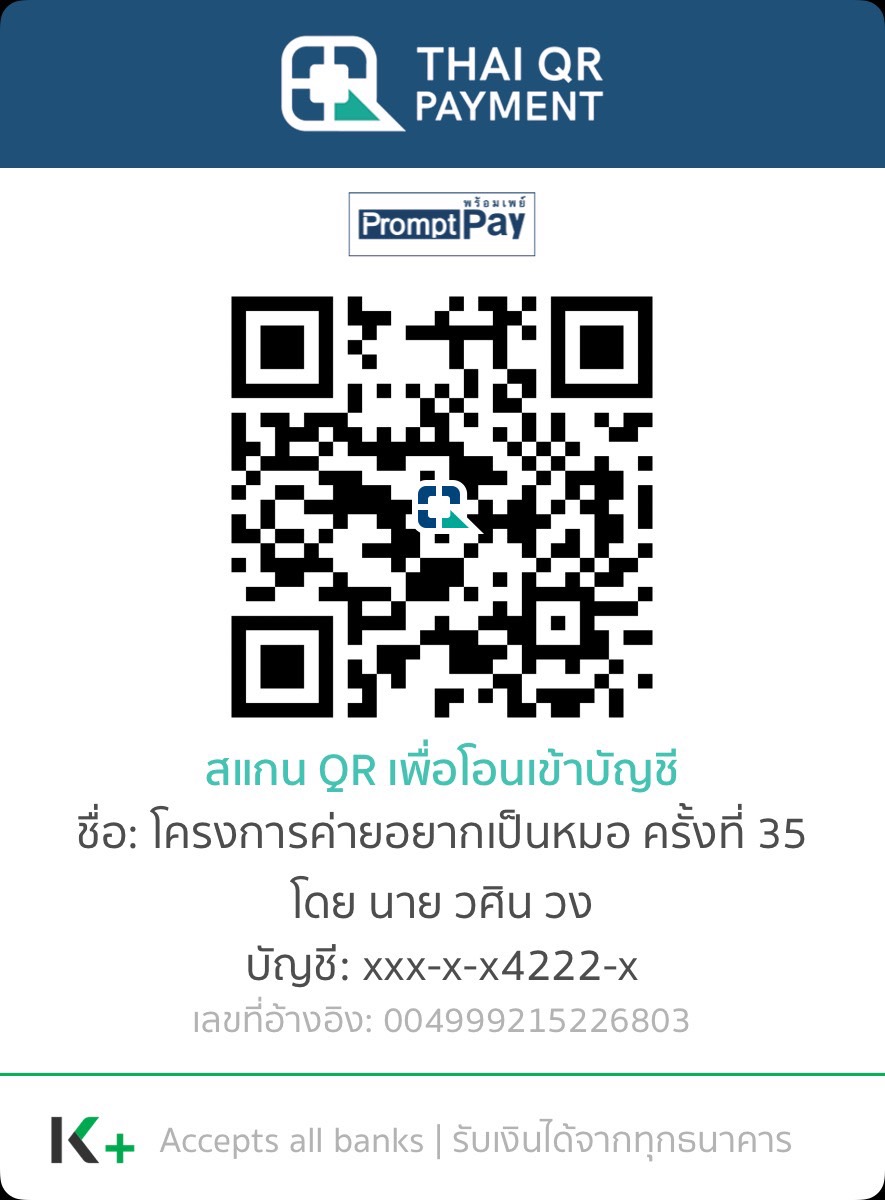 THAI QR
PAYMENT
พร้อมเพย์
PromptPay
สแกน QR เพื่อโอนเข้าบัญชี
ชื่อ: โครงการค่ายอยากเป็นหมอ ครั้งที่ 35
โดย นาย วศิน วง
บัญชี: xxx-x-x4222-x
เลขที่อ้างอิง: 004999215226803
K+ Accepts all banks | รับเงินได้จากทุกธนาคาร